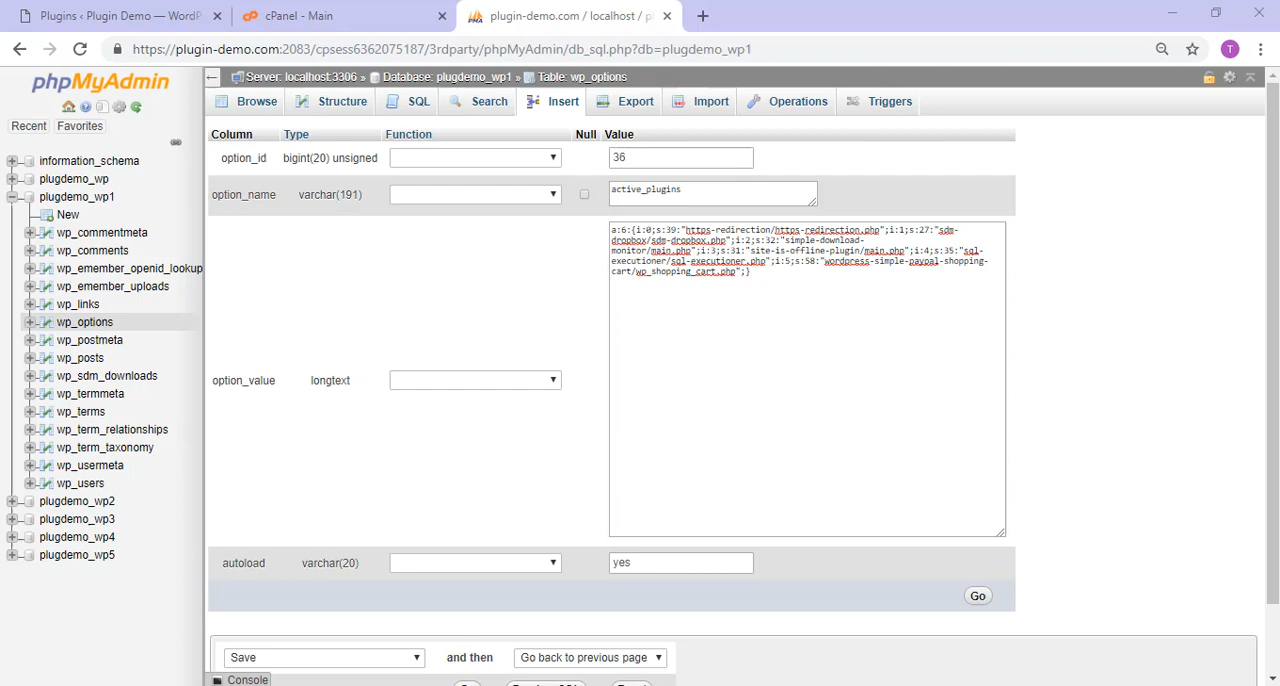 Plugins ‹ Plugin Demo — WordP
cPanel - Main
plugin-demo.com / localhost / pl
https://plugin-demo.com:2083/cpsess6362075187/3rdparty/phpMyAdmin/db_sql.php?db=plugdemo_wp1
T
phpMyAdmin
Recent
Favorites
information_schema
plugdemo_wp
plugdemo_wp1
New
wp_commentmeta
wp_comments
wp_emember_openid_lookup
wp_emember_uploads
wp_links
wp_options
wp_postmeta
wp_posts
wp_sdm_downloads
wp_termmeta
wp_terms
wp_term_relationships
wp_term_taxonomy
wp_usermeta
wp_users
plugdemo_wp2
plugdemo_wp3
plugdemo_wp4
plugdemo_wp5
Server: localhost:3306 » Database: plugdemo_wp1 » Table: wp_options
Browse Structure SQL Search Insert Export Import Operations Triggers
Column Type Function Null Value
option_id bigint(20) unsigned 36
option_name varchar(191) active_plugins
a:6:{i:0;s:39:"https-redirection/https-redirection.php";i:1;s:27:"sdm-
dropbox/sdm-dropbox.php";i:2;s:32:"simple-download-
monitor/main.php";i:3;s:31:"site-is-offline-plugin/main.php";i:4;s:35:"sql-
executioner/sql-executioner.php";i:5;s:58:"wordpress-simple-paypal-shopping-
cart/wp_shopping_cart.php";}
option_value longtext
autoload varchar(20) yes
Go
Save and then Go back to previous page
Console